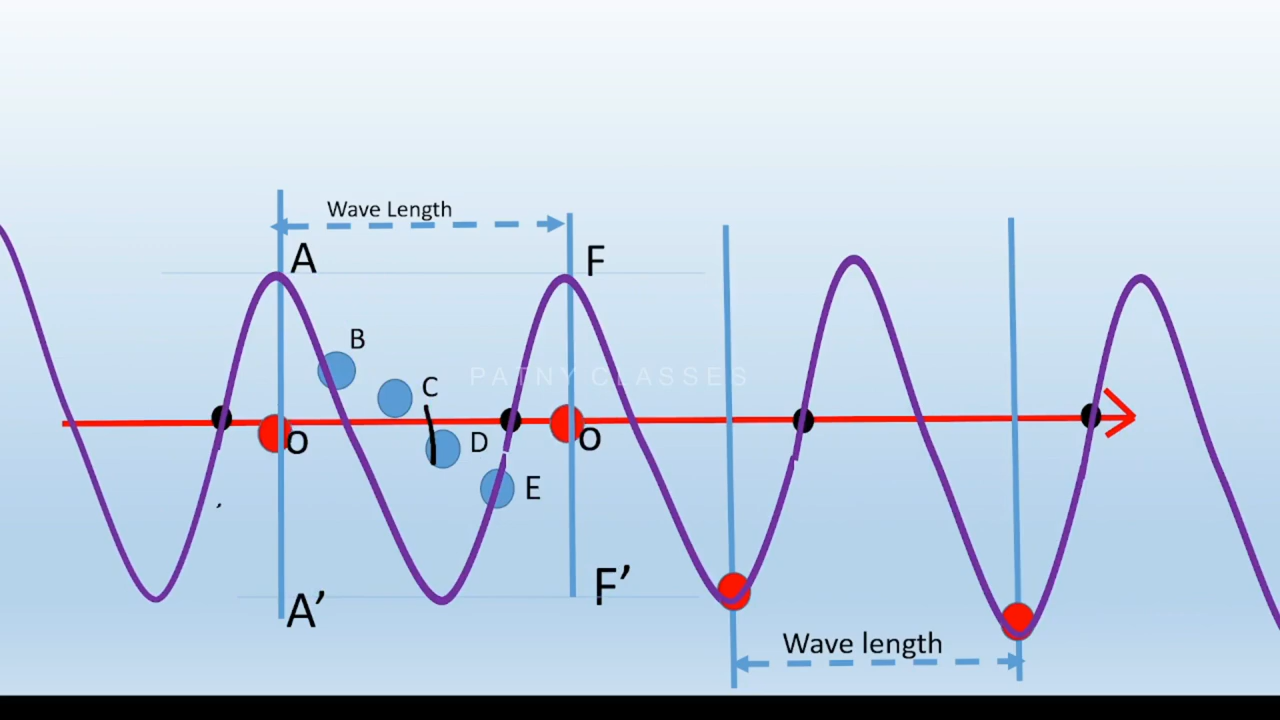 Wave Length
A
F
B
PATNY CLASSES
C
O
O
D
E
A’
F’
Wave length